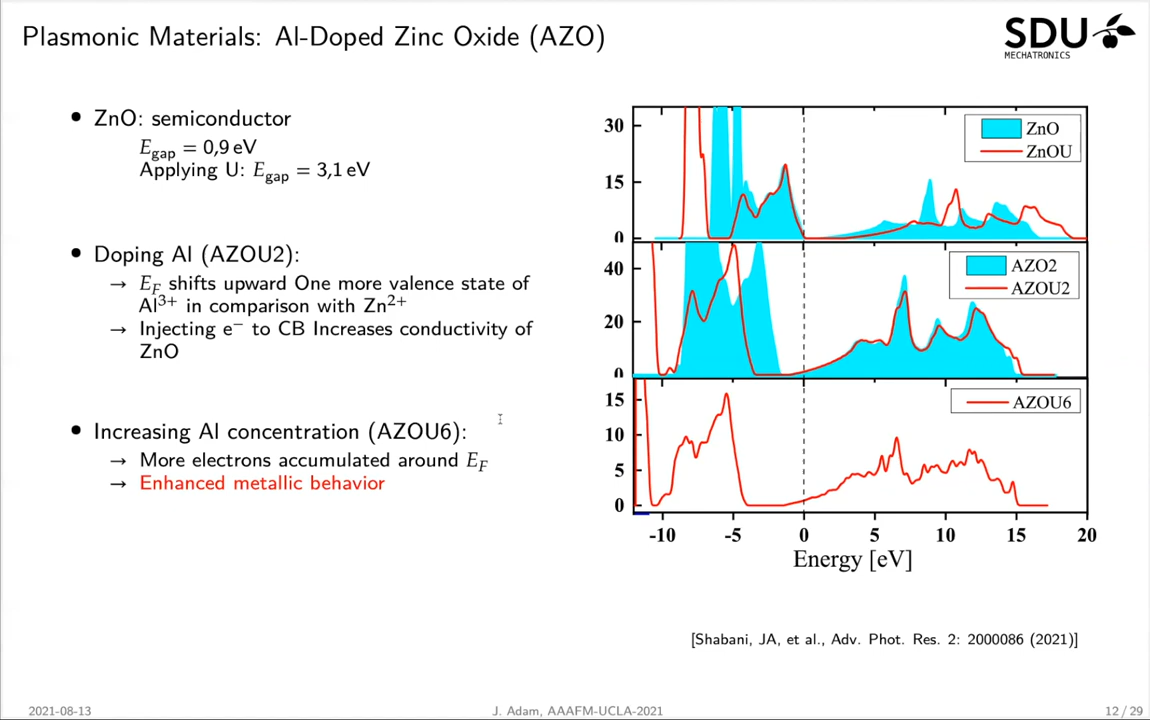 Plasmonic Materials: Al-Doped Zinc Oxide (AZO)
SDU
MECHATRONICS
• ZnO: semiconductor
E_gap = 0,9 eV
Applying U: E_gap = 3,1 eV
• Doping Al (AZOU2):
→ E_F shifts upward One more valence state of
Al³⁺ in comparison with Zn²⁺
→ Injecting e⁻ to CB Increases conductivity of
ZnO
• Increasing Al concentration (AZOU6):
→ More electrons accumulated around E_F
→ Enhanced metallic behavior
30
15
0
ZnO
ZnOU
40
20
0
AZO2
AZOU2
15
10
5
0
AZOU6
-10 -5 0 5 10 15 20
Energy [eV]
[Shabani, JA, et al., Adv. Phot. Res. 2: 2000086 (2021)]
2021-08-13
J. Adam, AAAFM-UCLA-2021
12 / 29